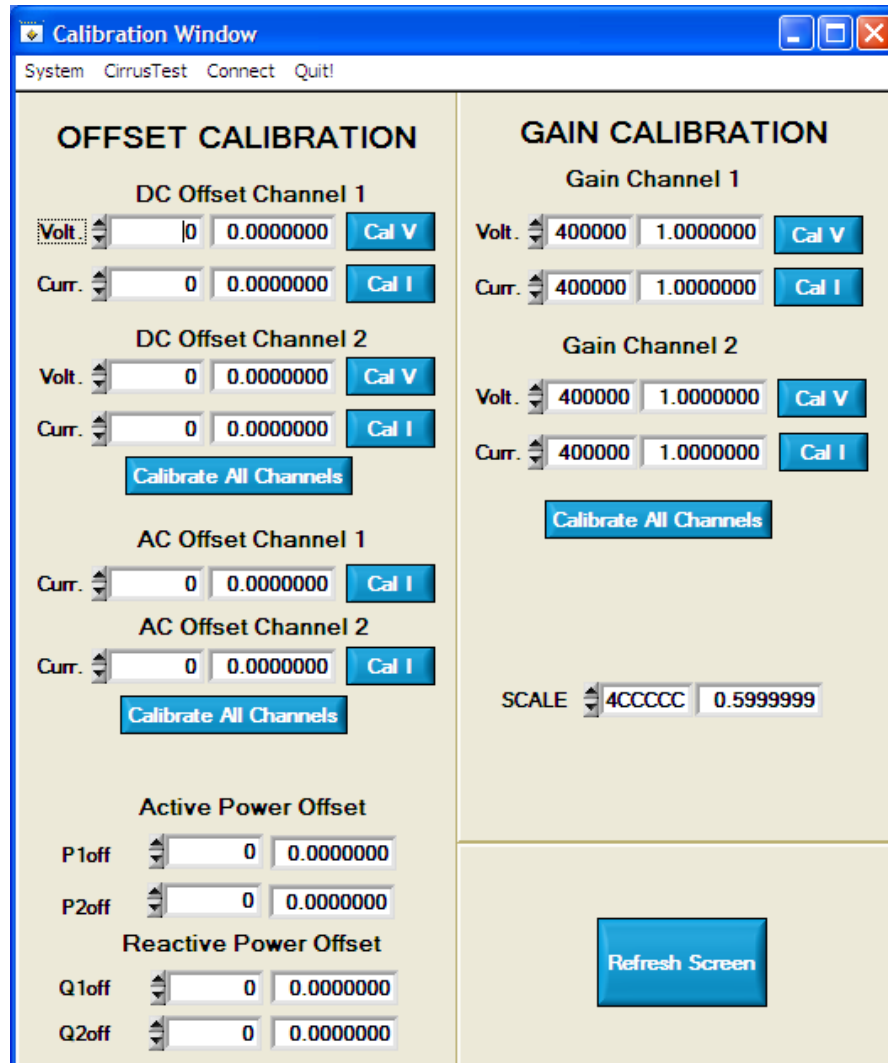 Calibration Window
System CirrusTest Connect Quit!
OFFSET CALIBRATION
DC Offset Channel 1
Volt. 0 0.0000000 Cal V
Curr. 0 0.0000000 Cal I
DC Offset Channel 2
Volt. 0 0.0000000 Cal V
Curr. 0 0.0000000 Cal I
Calibrate All Channels
AC Offset Channel 1
Curr. 0 0.0000000 Cal I
AC Offset Channel 2
Curr. 0 0.0000000 Cal I
Calibrate All Channels
Active Power Offset
P1off 0 0.0000000
P2off 0 0.0000000
Reactive Power Offset
Q1off 0 0.0000000
Q2off 0 0.0000000
GAIN CALIBRATION
Gain Channel 1
Volt. 400000 1.0000000 Cal V
Curr. 400000 1.0000000 Cal I
Gain Channel 2
Volt. 400000 1.0000000 Cal V
Curr. 400000 1.0000000 Cal I
Calibrate All Channels
SCALE 4CCCCC 0.5999999
Refresh Screen